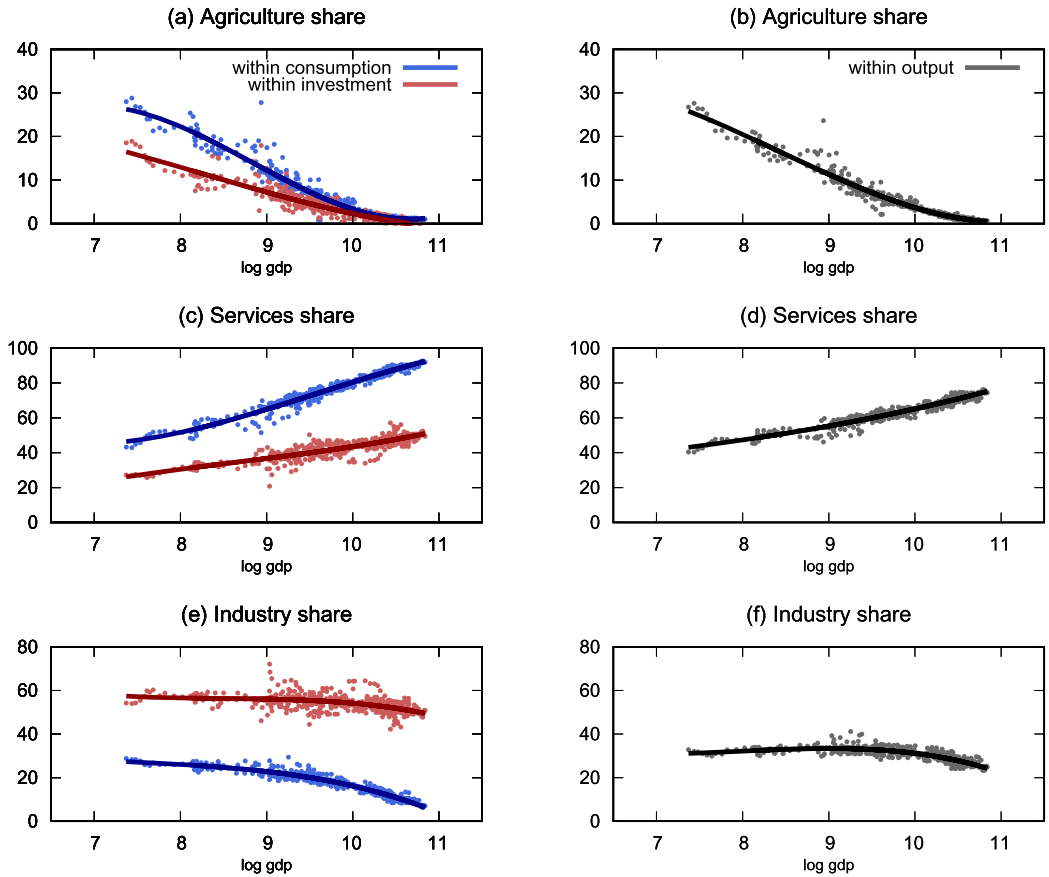 (a) Agriculture share
40
30
20
10
0
within consumption
within investment
7 8 9 10 11
log gdp
(b) Agriculture share
40
30
20
10
0
within output
7 8 9 10 11
log gdp
(c) Services share
100
80
60
40
20
0
7 8 9 10 11
log gdp
(d) Services share
100
80
60
40
20
0
7 8 9 10 11
log gdp
(e) Industry share
80
60
40
20
0
7 8 9 10 11
log gdp
(f) Industry share
80
60
40
20
0
7 8 9 10 11
log gdp